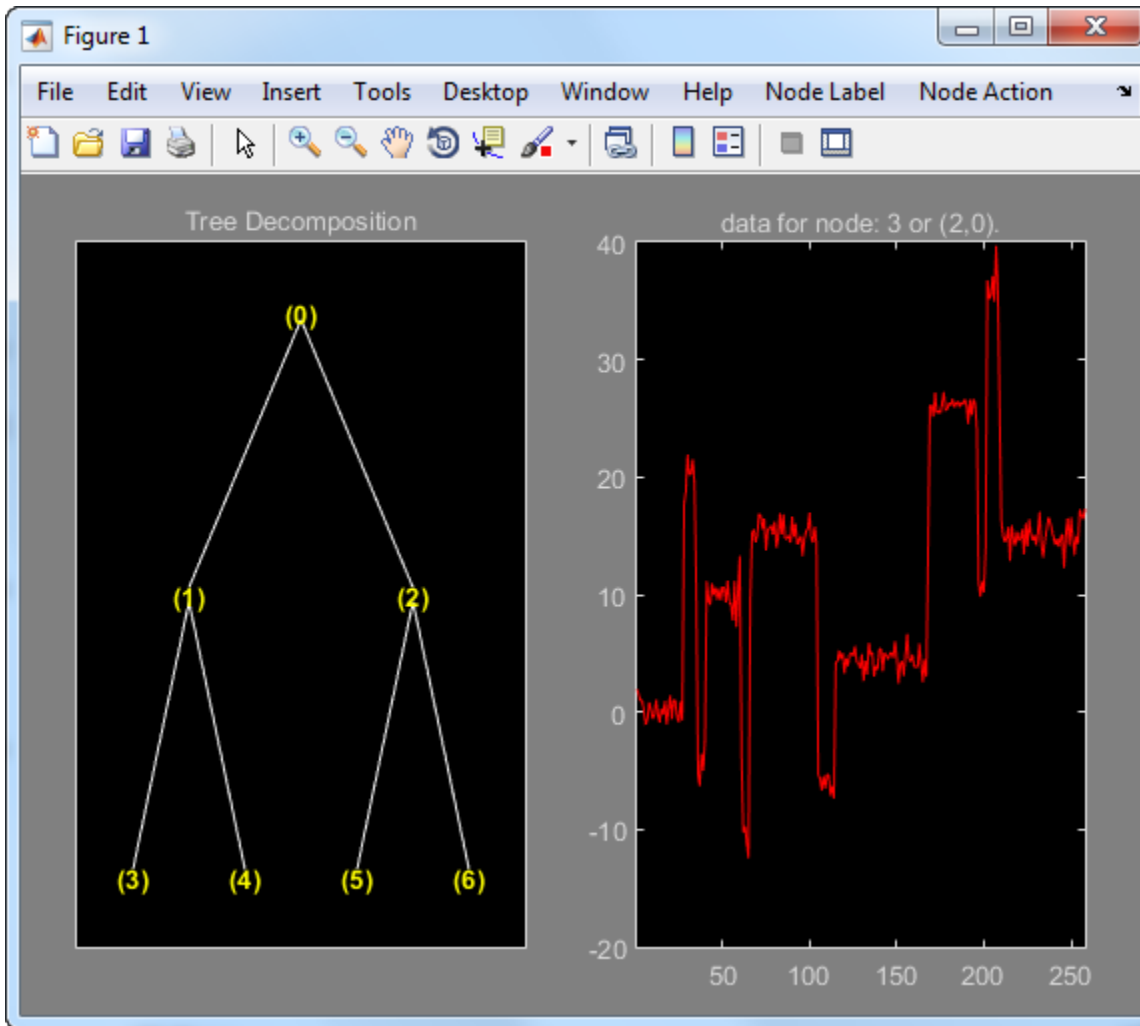 Figure 1
File Edit View Insert Tools Desktop Window Help Node Label Node Action
Tree Decomposition
(0)
(1) (2)
(3) (4) (5) (6)
data for node: 3 or (2,0).
40
30
20
10
0
-10
-20
50 100 150 200 250